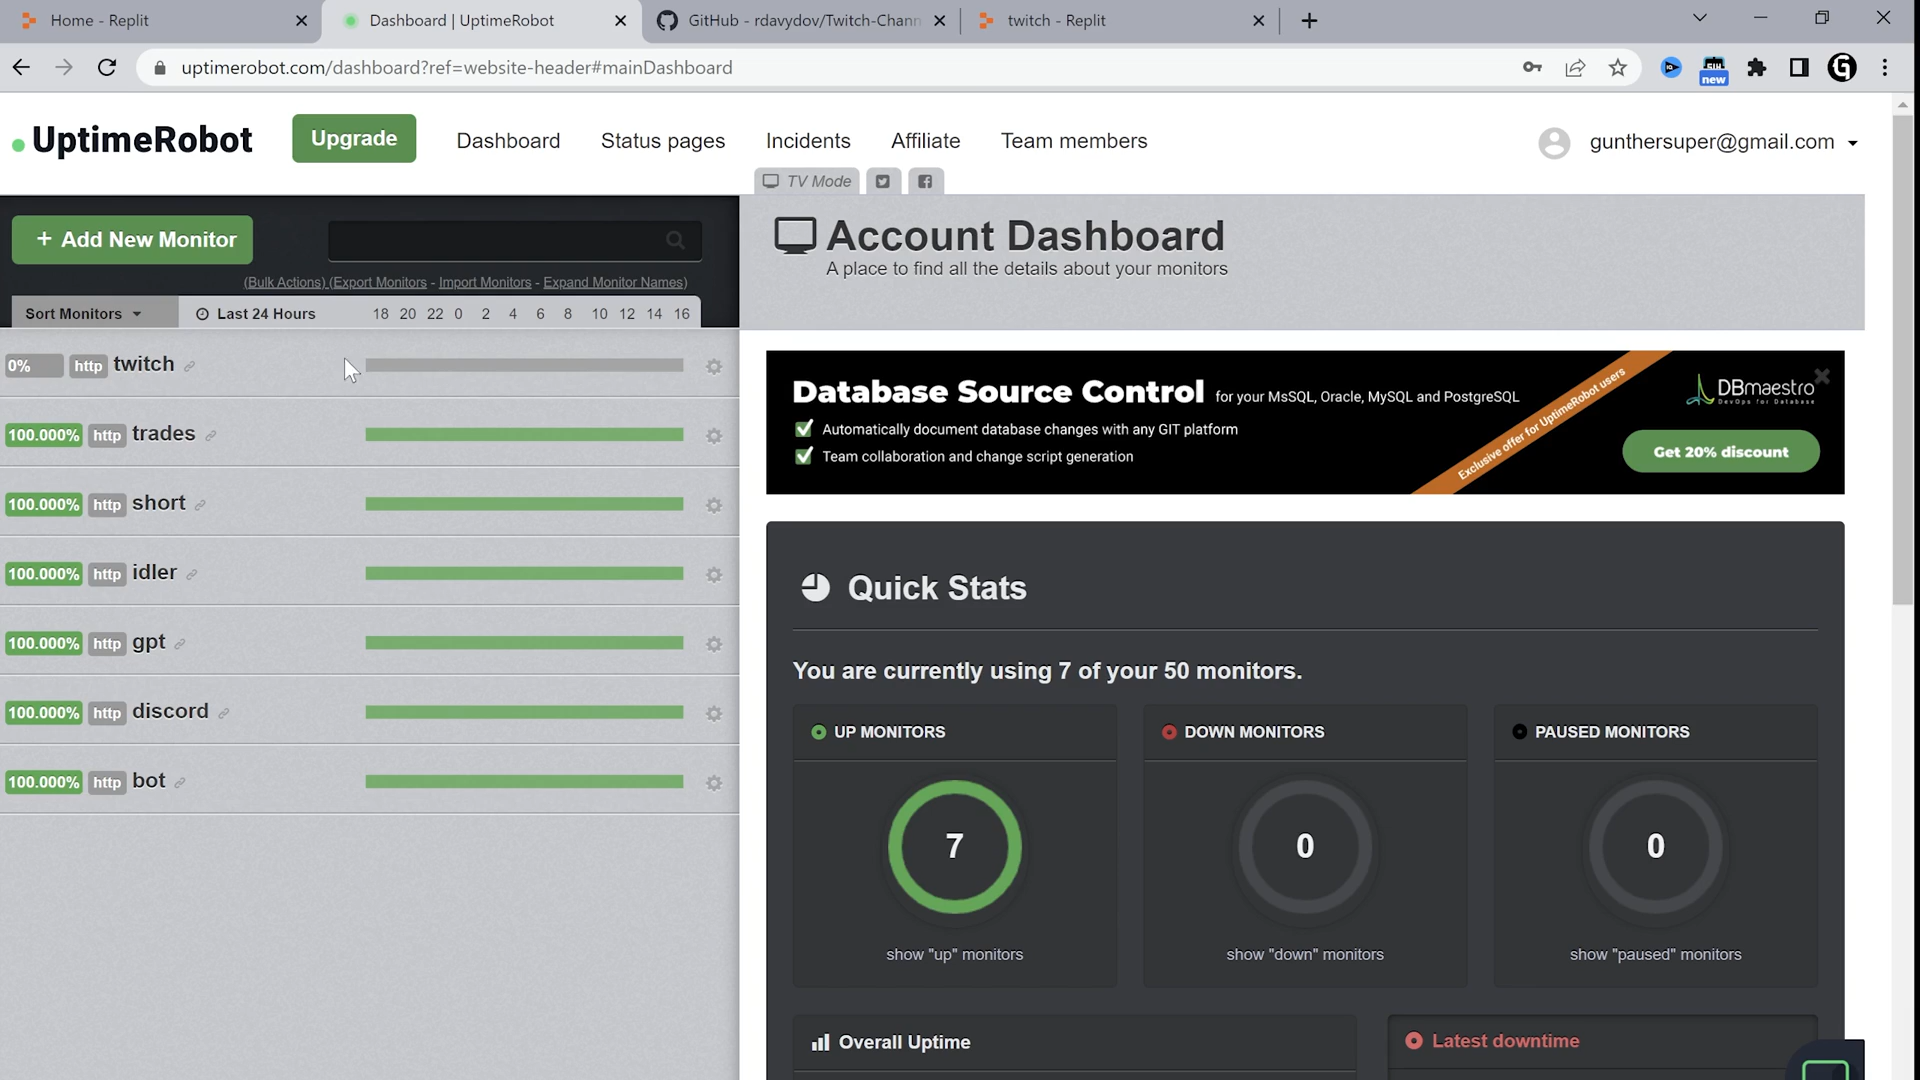 Home - Replit
Dashboard | UptimeRobot
GitHub - rdavydov/Twitch-Chann
twitch - Replit
uptimerobot.com/dashboard?ref=website-header#mainDashboard
new
UptimeRobot
Upgrade
Dashboard
Status pages
Incidents
Affiliate
Team members
gunthersuper@gmail.com
TV Mode
+ Add New Monitor
(Bulk Actions) (Export Monitors - Import Monitors - Expand Monitor Names)
Sort Monitors
Last 24 Hours
18 20 22 0 2 4 6 8 10 12 14 16
0% http twitch
100.000% http trades
100.000% http short
100.000% http idler
100.000% http gpt
100.000% http discord
100.000% http bot
Account Dashboard
A place to find all the details about your monitors
Database Source Control for your MsSQL, Oracle, MySQL and PostgreSQL
Automatically document database changes with any GIT platform
Team collaboration and change script generation
Exclusive offer for UptimeRobot users
DBmaestro
DevOps for Database
Get 20% discount
Quick Stats
You are currently using 7 of your 50 monitors.
UP MONITORS
DOWN MONITORS
PAUSED MONITORS
7
0
0
show "up" monitors
show "down" monitors
show "paused" monitors
Overall Uptime
Latest downtime